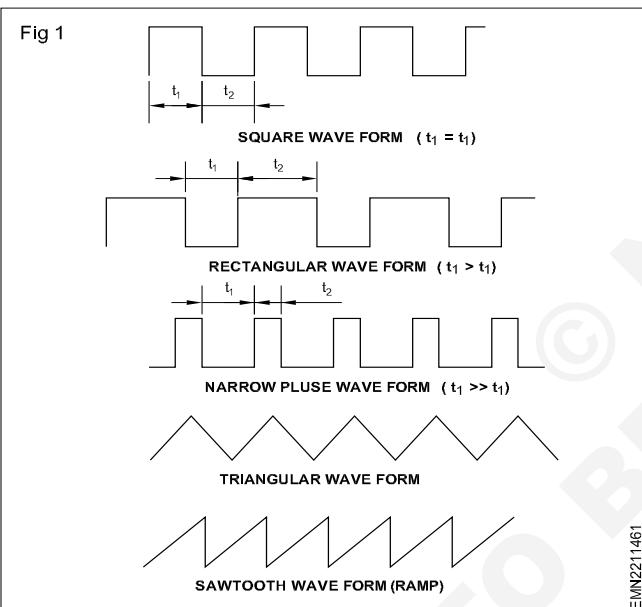 Fig 1
t₁ t₂
SQUARE WAVE FORM ( t₁ = t₁)
t₁ t₂
RECTANGULAR WAVE FORM ( t₁ > t₁)
t₁ t₂
NARROW PLUSE WAVE FORM ( t₁ >> t₁)
TRIANGULAR WAVE FORM
SAWTOOTH WAVE FORM (RAMP)
EMN2211461